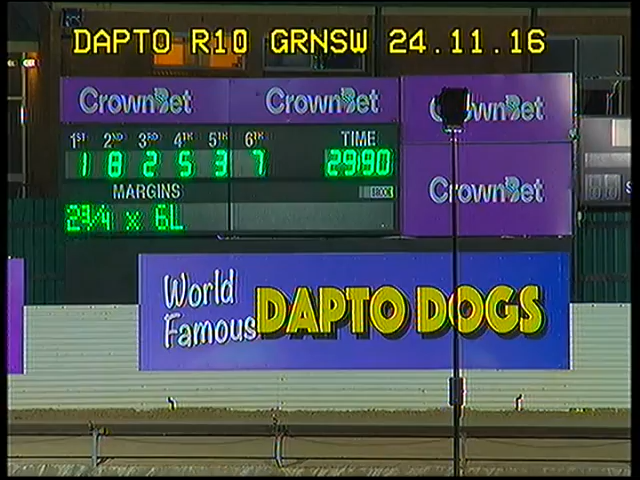 DAPTO R10 GRNSW 24.11.16
CrownBet CrownBet CrownBet
1ST 2ND 3RD 4TH 5TH 6TH TIME
1 8 2 5 3 7 29.90
MARGINS
2 3/4 x 6L
CrownBet
World Famous DAPTO DOGS